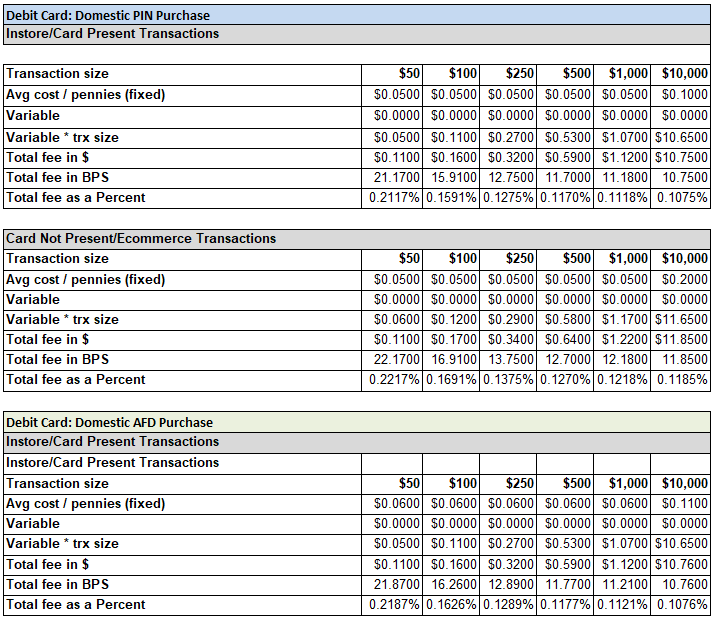 Debit Card: Domestic PIN Purchase
Instore/Card Present Transactions
Transaction size $50 $100 $250 $500 $1,000 $10,000
Avg cost / pennies (fixed) $0.0500 $0.0500 $0.0500 $0.0500 $0.0500 $0.1000
Variable $0.0000 $0.0000 $0.0000 $0.0000 $0.0000 $0.0000
Variable * trx size $0.0500 $0.1100 $0.2700 $0.5300 $1.0700 $10.6500
Total fee in $ $0.1100 $0.1600 $0.3200 $0.5900 $1.1200 $10.7500
Total fee in BPS 21.1700 15.9100 12.7500 11.7000 11.1800 10.7500
Total fee as a Percent 0.2117% 0.1591% 0.1275% 0.1170% 0.1118% 0.1075%
Card Not Present/Ecommerce Transactions
Transaction size $50 $100 $250 $500 $1,000 $10,000
Avg cost / pennies (fixed) $0.0500 $0.0500 $0.0500 $0.0500 $0.0500 $0.2000
Variable $0.0000 $0.0000 $0.0000 $0.0000 $0.0000 $0.0000
Variable * trx size $0.0600 $0.1200 $0.2900 $0.5800 $1.1700 $11.6500
Total fee in $ $0.1100 $0.1700 $0.3400 $0.6400 $1.2200 $11.8500
Total fee in BPS 22.1700 16.9100 13.7500 12.7000 12.1800 11.8500
Total fee as a Percent 0.2217% 0.1691% 0.1375% 0.1270% 0.1218% 0.1185%
Debit Card: Domestic AFD Purchase
Instore/Card Present Transactions
Instore/Card Present Transactions
Transaction size $50 $100 $250 $500 $1,000 $10,000
Avg cost / pennies (fixed) $0.0600 $0.0600 $0.0600 $0.0600 $0.0600 $0.1100
Variable $0.0000 $0.0000 $0.0000 $0.0000 $0.0000 $0.0000
Variable * trx size $0.0500 $0.1100 $0.2700 $0.5300 $1.0700 $10.6500
Total fee in $ $0.1100 $0.1600 $0.3200 $0.5900 $1.1200 $10.7600
Total fee in BPS 21.8700 16.2600 12.8900 11.7700 11.2100 10.7600
Total fee as a Percent 0.2187% 0.1626% 0.1289% 0.1177% 0.1121% 0.1076%